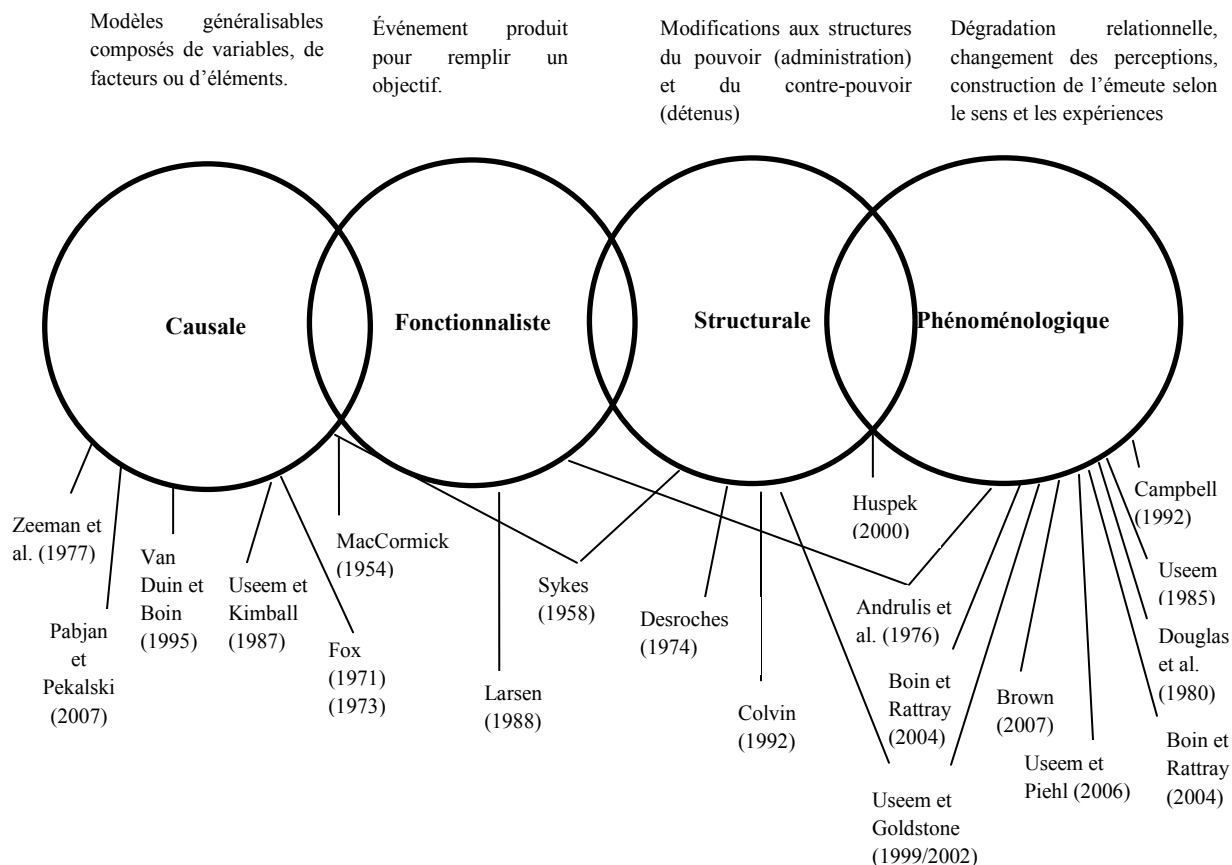 Modèles généralisables
composés de variables, de
facteurs ou d’éléments.
Événement produit
pour remplir un
objectif.
Modifications aux structures
du pouvoir (administration)
et du contre-pouvoir
(détenus)
Dégradation relationnelle,
changement des perceptions,
construction de l’émeute selon
le sens et les expériences
Causale
Fonctionnaliste
Structurale
Phénoménologique
Zeeman et
al. (1977)
Pabjan
et
Pekalski
(2007)
Van
Duin et
Boin
(1995)
Useem et
Kimball
(1987)
Fox
(1971)
(1973)
MacCormick
(1954)
Larsen
(1988)
Sykes
(1958)
Desroches
(1974)
Colvin
(1992)
Huspek
(2000)
Andrulis et
al. (1976)
Boin et
Rattray
(2004)
Useem et
Goldstone
(1999/2002)
Brown
(2007)
Useem et
Piehl (2006)
Campbell
(1992)
Useem
(1985)
Douglas
et al.
(1980)
Boin et
Rattray
(2004)